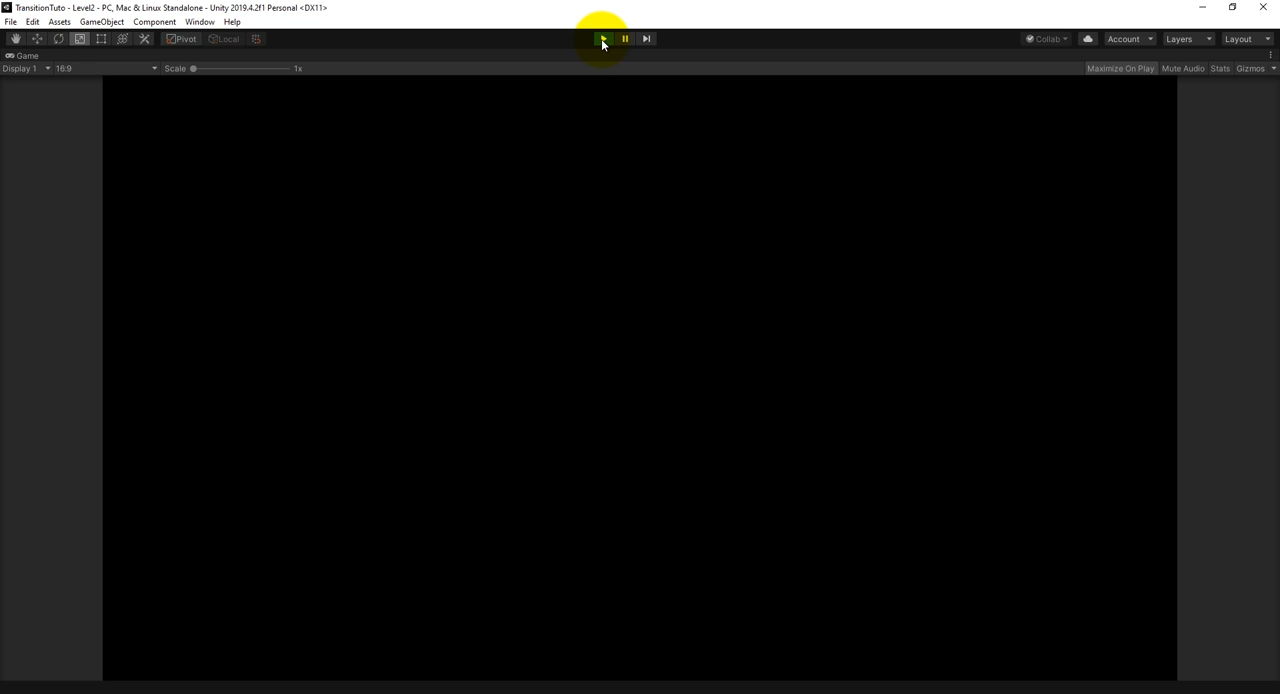 TransitionTuto - Level2 - PC, Mac & Linux Standalone - Unity 2019.4.2f1 Personal <DX11>
File Edit Assets GameObject Component Window Help
Pivot Local Collab Account Layers Layout
Game
Display 1 16:9 Scale 1x Maximize On Play Mute Audio Stats Gizmos